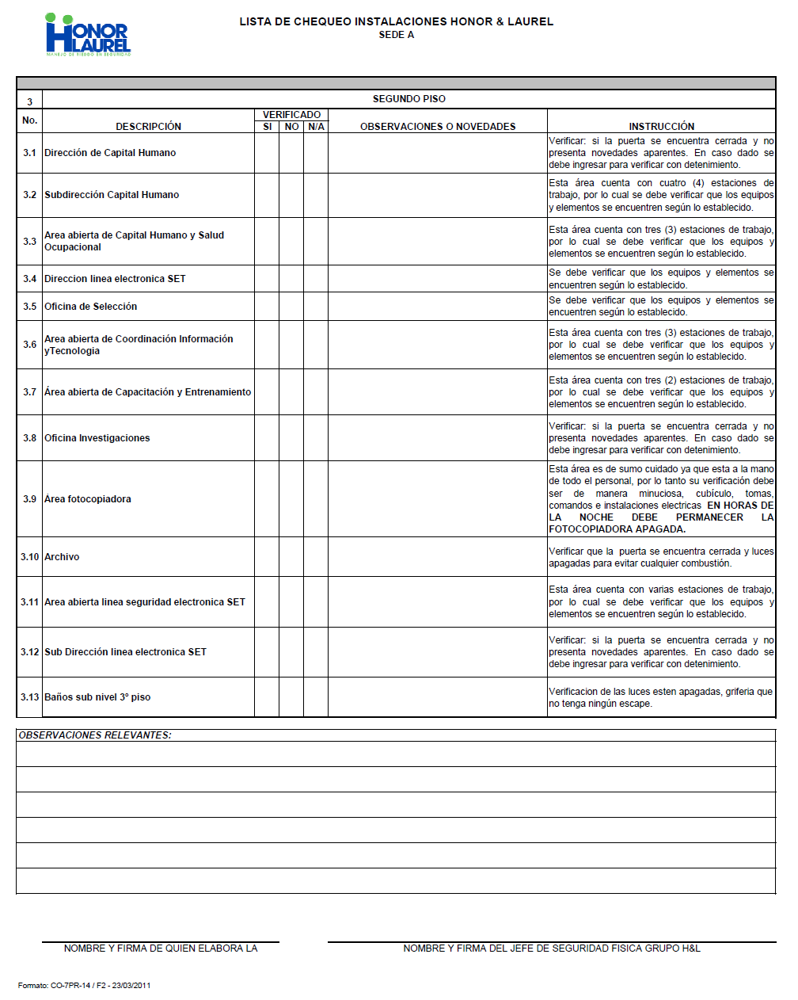 HONOR
LAUREL
MANEJO DE RIESGO EN SEGURIDAD
LISTA DE CHEQUEO INSTALACIONES HONOR & LAUREL
SEDE A
3
SEGUNDO PISO
No.
DESCRIPCIÓN
VERIFICADO
SI NO N/A
OBSERVACIONES O NOVEDADES
INSTRUCCIÓN
3.1
Dirección de Capital Humano
Verificar: si la puerta se encuentra cerrada y no
presenta novedades aparentes. En caso dado se
debe ingresar para verificar con detenimiento.
3.2
Subdirección Capital Humano
Esta área cuenta con cuatro (4) estaciones de
trabajo, por lo cual se debe verificar que los equipos
y elementos se encuentren según lo establecido.
3.3
Area abierta de Capital Humano y Salud
Ocupacional
Esta área cuenta con tres (3) estaciones de trabajo,
por lo cual se debe verificar que los equipos y
elementos se encuentren según lo establecido.
3.4
Direccion linea electronica SET
Se debe verificar que los equipos y elementos se
encuentren según lo establecido.
3.5
Oficina de Selección
Se debe verificar que los equipos y elementos se
encuentren según lo establecido.
3.6
Area abierta de Coordinación Información
yTecnologia
Esta área cuenta con tres (3) estaciones de trabajo,
por lo cual se debe verificar que los equipos y
elementos se encuentren según lo establecido.
3.7
Área abierta de Capacitación y Entrenamiento
Esta área cuenta con tres (2) estaciones de trabajo,
por lo cual se debe verificar que los equipos y
elementos se encuentren según lo establecido.
3.8
Oficina Investigaciones
Verificar: si la puerta se encuentra cerrada y no
presenta novedades aparentes. En caso dado se
debe ingresar para verificar con detenimiento.
3.9
Área fotocopiadora
Esta área es de sumo cuidado ya que esta a la mano
de todo el personal, por lo tanto su verificación debe
ser de manera minuciosa, cubículo, tomas,
comandos e instalaciones electricas EN HORAS DE
LA NOCHE DEBE PERMANECER LA
FOTOCOPIADORA APAGADA.
3.10
Archivo
Verificar que la puerta se encuentra cerrada y luces
apagadas para evitar cualquier combustión.
3.11
Area abierta linea seguridad electronica SET
Esta área cuenta con varias estaciones de trabajo,
por lo cual se debe verificar que los equipos y
elementos se encuentren según lo establecido.
3.12
Sub Dirección linea electronica SET
Verificar: si la puerta se encuentra cerrada y no
presenta novedades aparentes. En caso dado se
debe ingresar para verificar con detenimiento.
3.13
Baños sub nivel 3º piso
Verificacion de las luces esten apagadas, griferia que
no tenga ningún escape.
OBSERVACIONES RELEVANTES:
NOMBRE Y FIRMA DE QUIEN ELABORA LA
NOMBRE Y FIRMA DEL JEFE DE SEGURIDAD FISICA GRUPO H&L
Formato: CO-7PR-14 / F2 - 23/03/2011